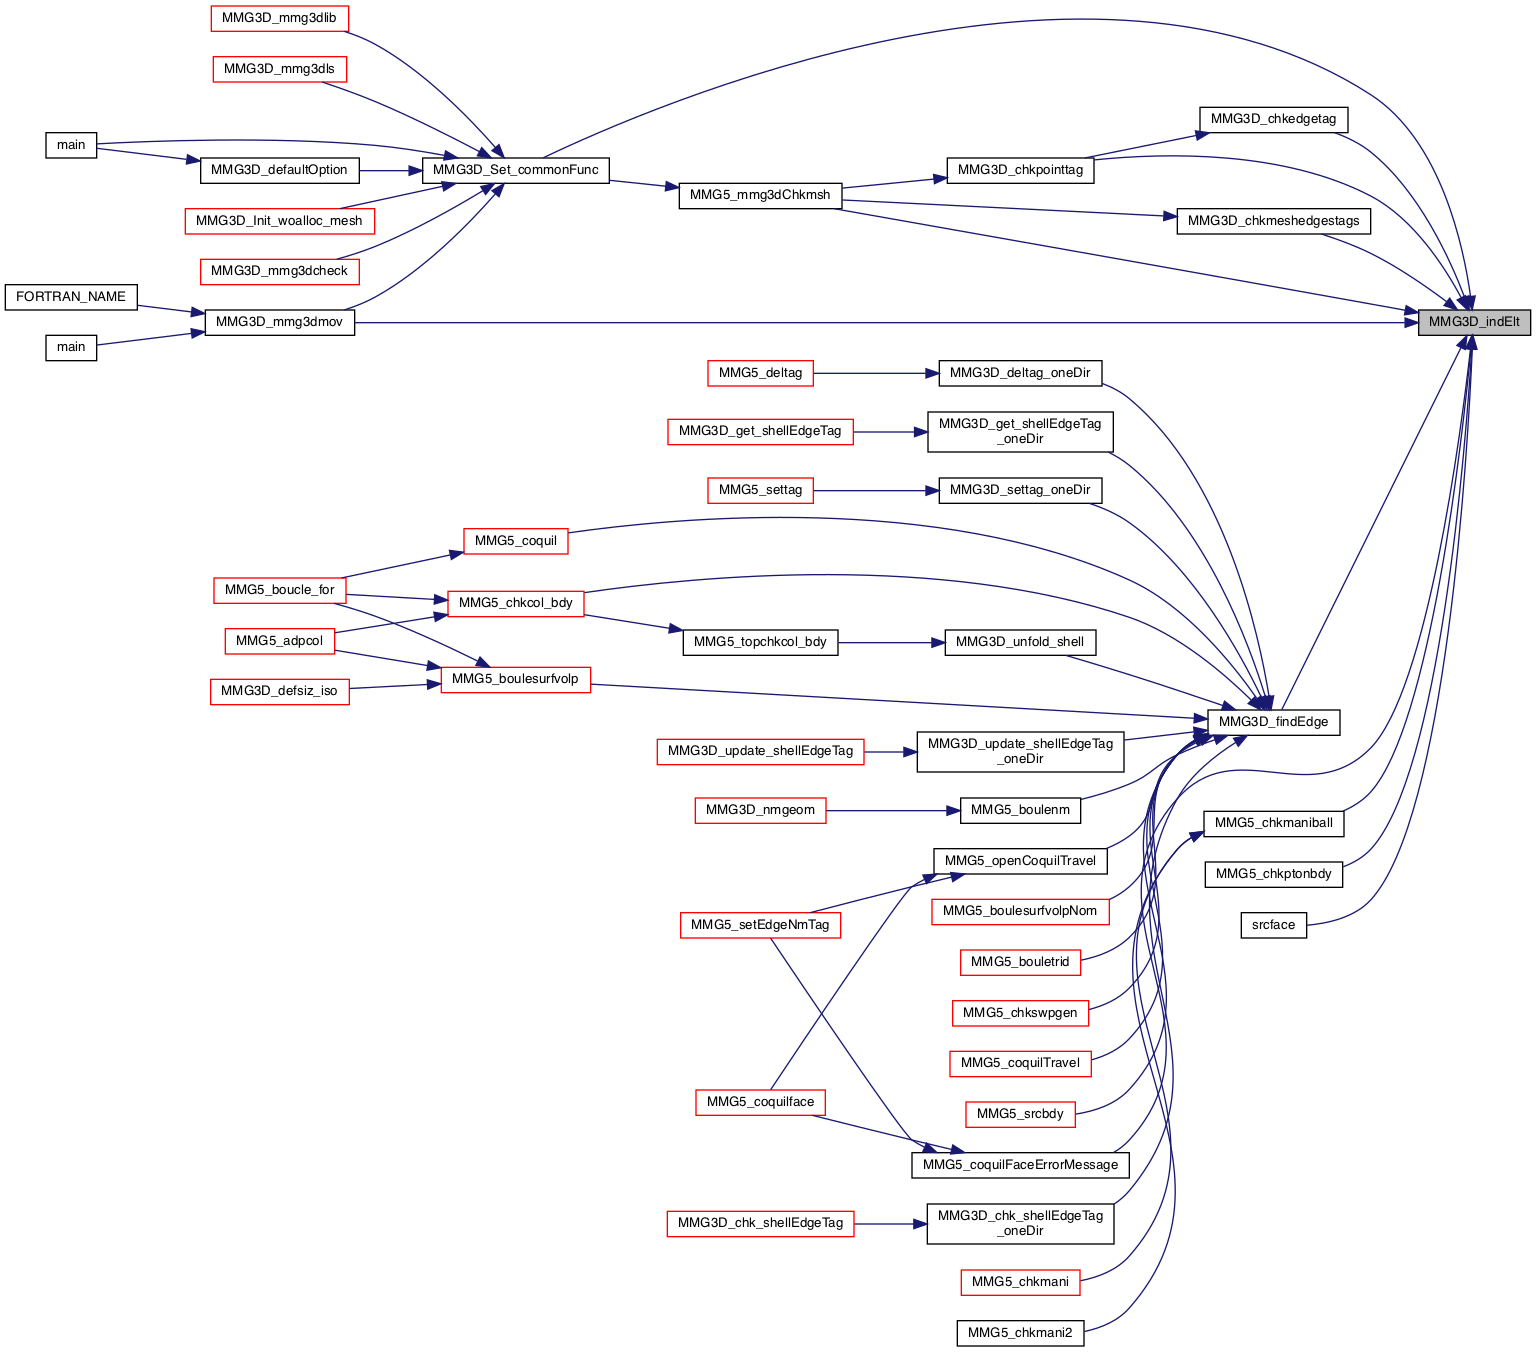 MMG3D_mmg3dlib
MMG3D_mmg3dls
MMG3D_chkedgetag
main
MMG3D_defaultOption
MMG3D_Set_commonFunc
MMG3D_chkpointtag
MMG5_mmg3dChkmsh
MMG3D_Init_woalloc_mesh
MMG3D_chkmeshedgestags
MMG3D_mmg3dcheck
FORTRAN_NAME
MMG3D_mmg3dmov
MMG3D_indElt
main
MMG5_deltag
MMG3D_deltag_oneDir
MMG3D_get_shellEdgeTag
MMG3D_get_shellEdgeTag
_oneDir
MMG5_settag
MMG3D_settag_oneDir
MMG5_coquil
MMG5_boucle_for
MMG5_chkcol_bdy
MMG5_adpcol
MMG5_topchkcol_bdy
MMG3D_unfold_shell
MMG5_boulesurfvolp
MMG3D_defsiz_iso
MMG3D_findEdge
MMG3D_update_shellEdgeTag
MMG3D_update_shellEdgeTag
_oneDir
MMG3D_nmgeom
MMG5_boulenm
MMG5_chkmaniball
MMG5_openCoquilTravel
MMG5_chkptonbdy
MMG5_setEdgeNmTag
MMG5_boulesurfvolpNom
srcface
MMG5_bouletrid
MMG5_chkswpgen
MMG5_coquilTravel
MMG5_coquilface
MMG5_srcbdy
MMG5_coquilFaceErrorMessage
MMG3D_chk_shellEdgeTag
MMG3D_chk_shellEdgeTag
_oneDir
MMG5_chkmani
MMG5_chkmani2